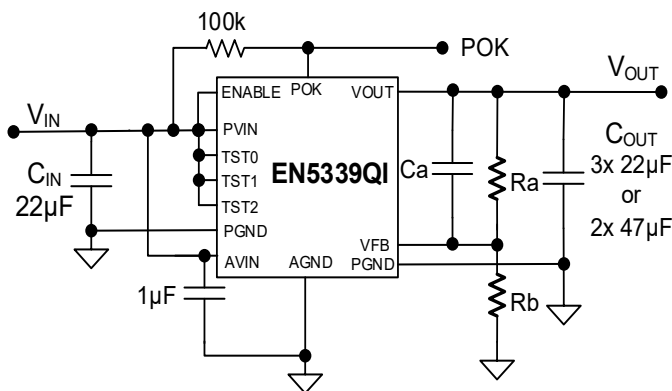 100k
POK
ENABLE
POK
VOUT
VOUT
VIN
PVIN
COUT
CIN
TST0
EN5339QI
Ca
Ra
3x 22µF
22µF
TST1
or
TST2
2x 47µF
PGND
VFB
AVIN
AGND
PGND
Rb
1µF